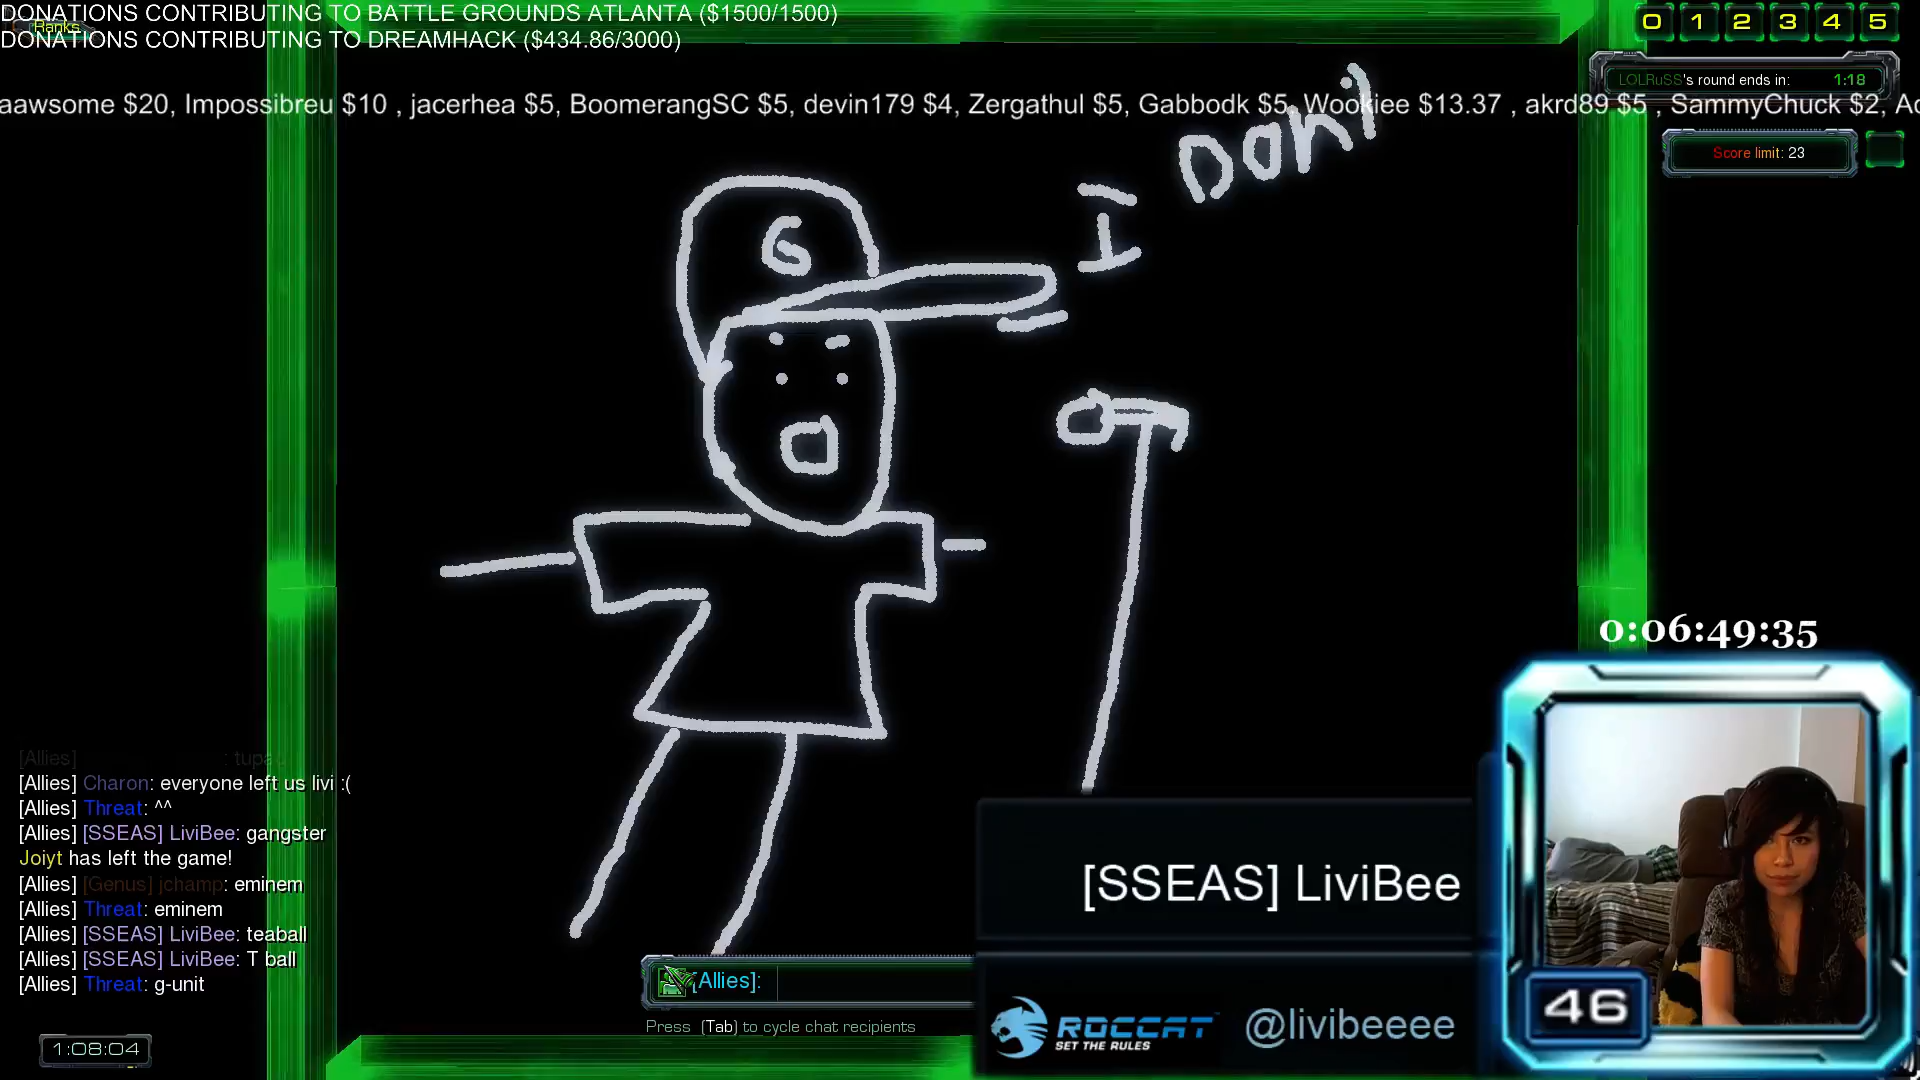 DONATIONS CONTRIBUTING TO BATTLE GROUNDS ATLANTA ($1500/1500)
Ranks
DONATIONS CONTRIBUTING TO DREAMHACK ($434.86/3000)
0 1 2 3 4 5
LOLRuSS's round ends in: 1:18
aawsome $20, Impossibreu $10 , jacerhea $5, BoomerangSC $5, devin179 $4, Zergathul $5, Gabbodk $5, Wookiee $13.37 , akrd89 $5 , SammyChuck $2,
Score limit: 23
I Don't
G
0:06:49:35
[Allies]
[Allies] Charon: everyone left us livi :(
[Allies] Threat: ^^
[Allies] [SSEAS] LiviBee: gangster
Joiyt has left the game!
[Allies] [Genus] jchamp: eminem
[Allies] Threat: eminem
[Allies] [SSEAS] LiviBee: teaball
[Allies] [SSEAS] LiviBee: T ball
[Allies] Threat: g-unit
[Allies]:
Press (Tab) to cycle chat recipients
1:08:04
[SSEAS] LiviBee
ROCCAT
SET THE RULES
@livibeeee
46